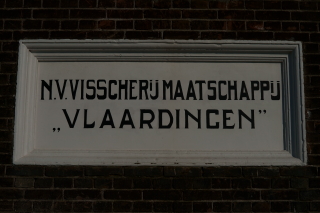 N.V. VISSCHERIJ MAATSCHAPPIJ
„VLAARDINGEN”